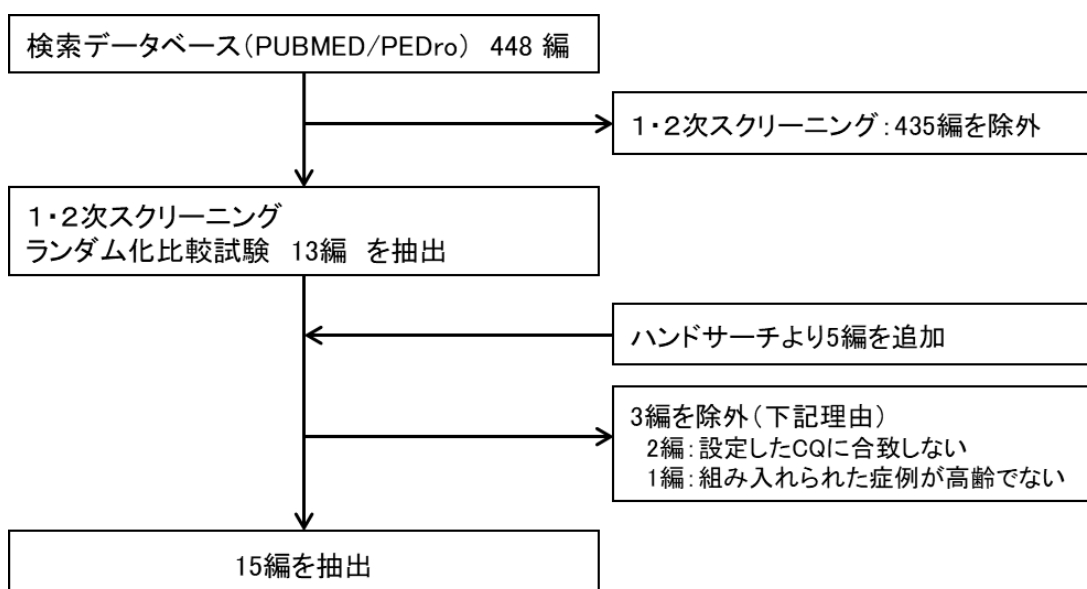 検索データベース(PUBMED/PEDro) 448 編
1・2次スクリーニング:435編を除外
1・2次スクリーニング
ランダム化比較試験 13編 を抽出
ハンドサーチより5編を追加
3編を除外(下記理由)
2編:設定したCQに合致しない
1編:組み入れられた症例が高齢でない
15編を抽出